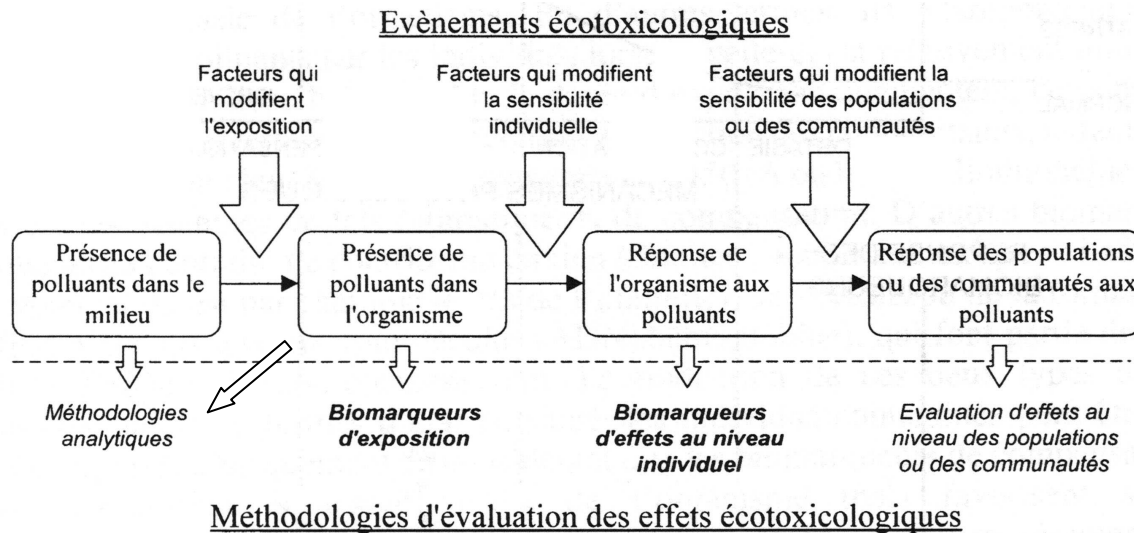 Evènements écotoxicologiques
Facteurs qui
modifient
l'exposition
Facteurs qui modifient
la sensibilité
individuelle
Facteurs qui modifient la
sensibilité des populations
ou des communautés
Présence de
polluants dans le
milieu
Présence de
polluants dans
l'organisme
Réponse de
l'organisme aux
polluants
Réponse des populations
ou des communautés aux
polluants
Méthodologies
analytiques
Biomarqueurs
d'exposition
Biomarqueurs
d'effets au niveau
individuel
Evaluation d'effets au
niveau des populations
ou des communautés
Méthodologies d'évaluation des effets écotoxicologiques